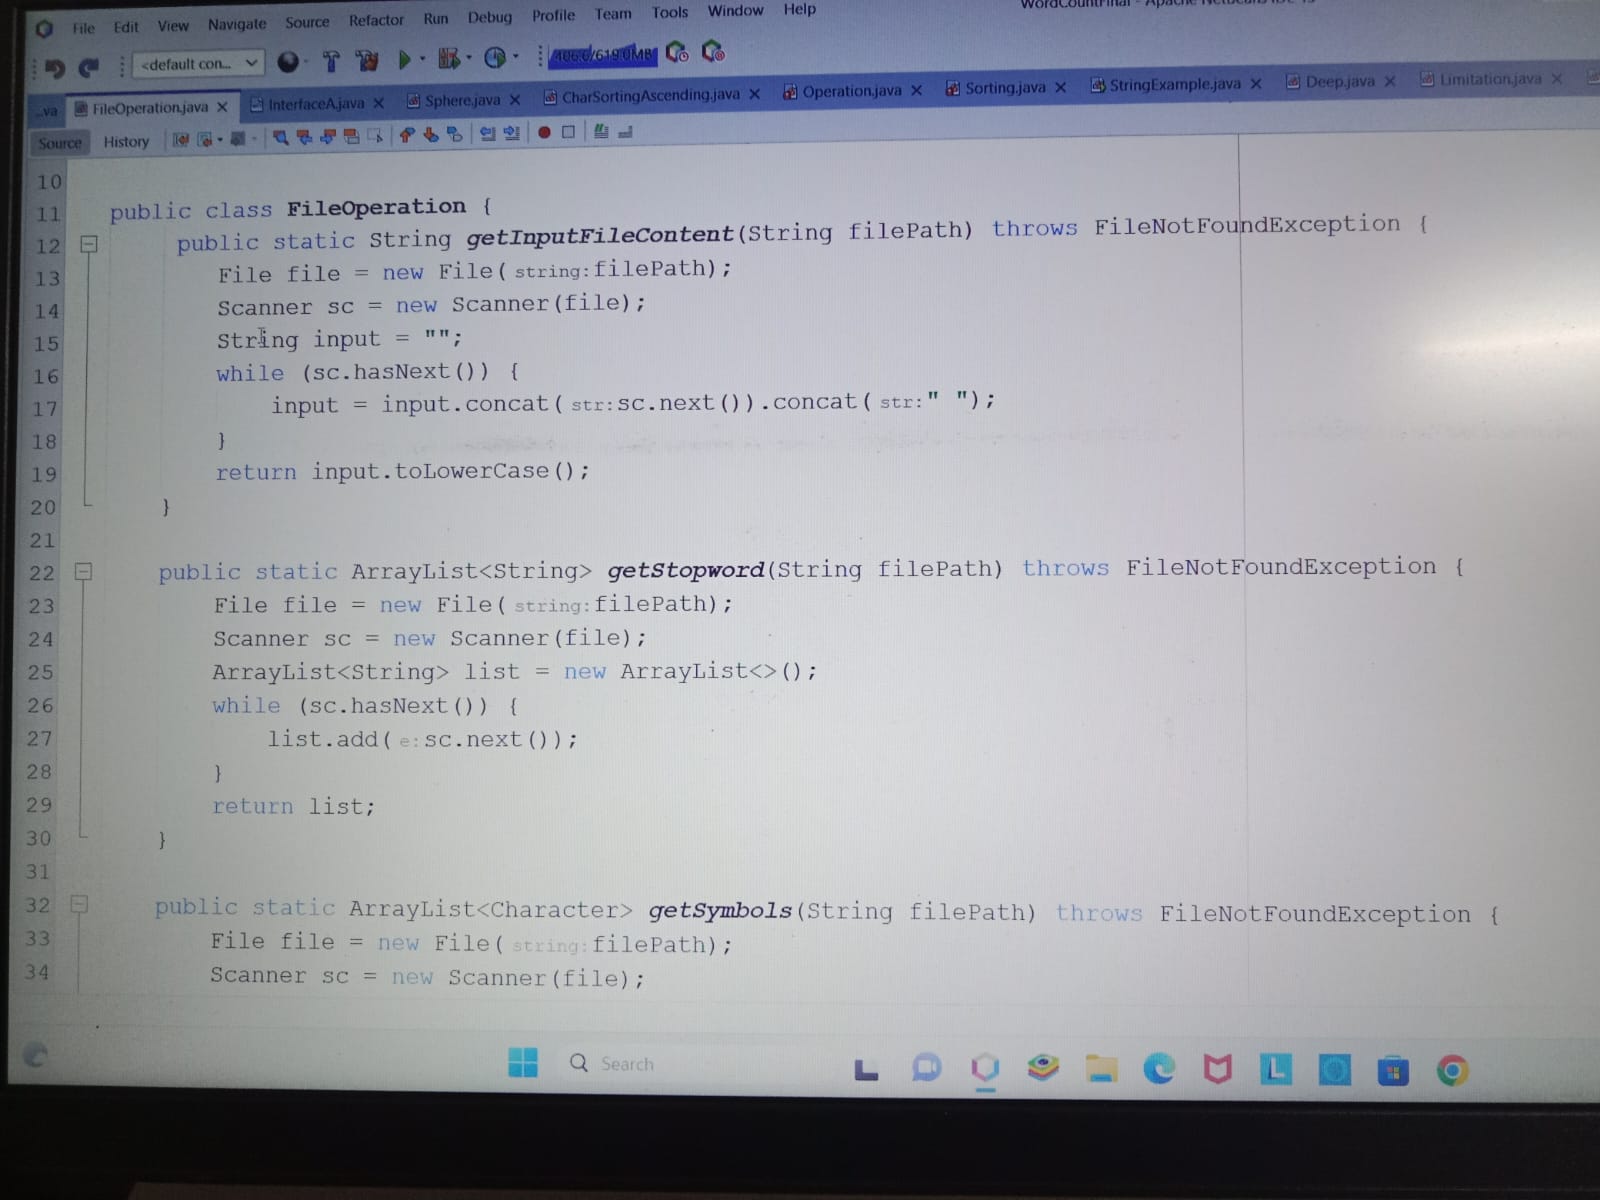 WordCountFinal - Apache NetBeans IDE
File Edit View Navigate Source Refactor Run Debug Profile Team Tools Window Help
<default con... 406.6/619.0MB
...va FileOperation.java InterfaceA.java Sphere.java CharSortingAscending.java Operation.java Sorting.java StringExample.java Deep.java Limitation.java
Source History
10
11 public class FileOperation {
12 public static String getInputFileContent(String filePath) throws FileNotFoundException {
13 File file = new File( string: filePath);
14 Scanner sc = new Scanner(file);
15 String input = "";
16 while (sc.hasNext()) {
17 input = input.concat( str: sc.next()).concat( str: " ");
18 }
19 return input.toLowerCase();
20 }
21
22 public static ArrayList<String> getStopword(String filePath) throws FileNotFoundException {
23 File file = new File( string: filePath);
24 Scanner sc = new Scanner(file);
25 ArrayList<String> list = new ArrayList<>();
26 while (sc.hasNext()) {
27 list.add( e: sc.next());
28 }
29 return list;
30 }
31
32 public static ArrayList<Character> getSymbols(String filePath) throws FileNotFoundException {
33 File file = new File( string: filePath);
34 Scanner sc = new Scanner(file);
Search